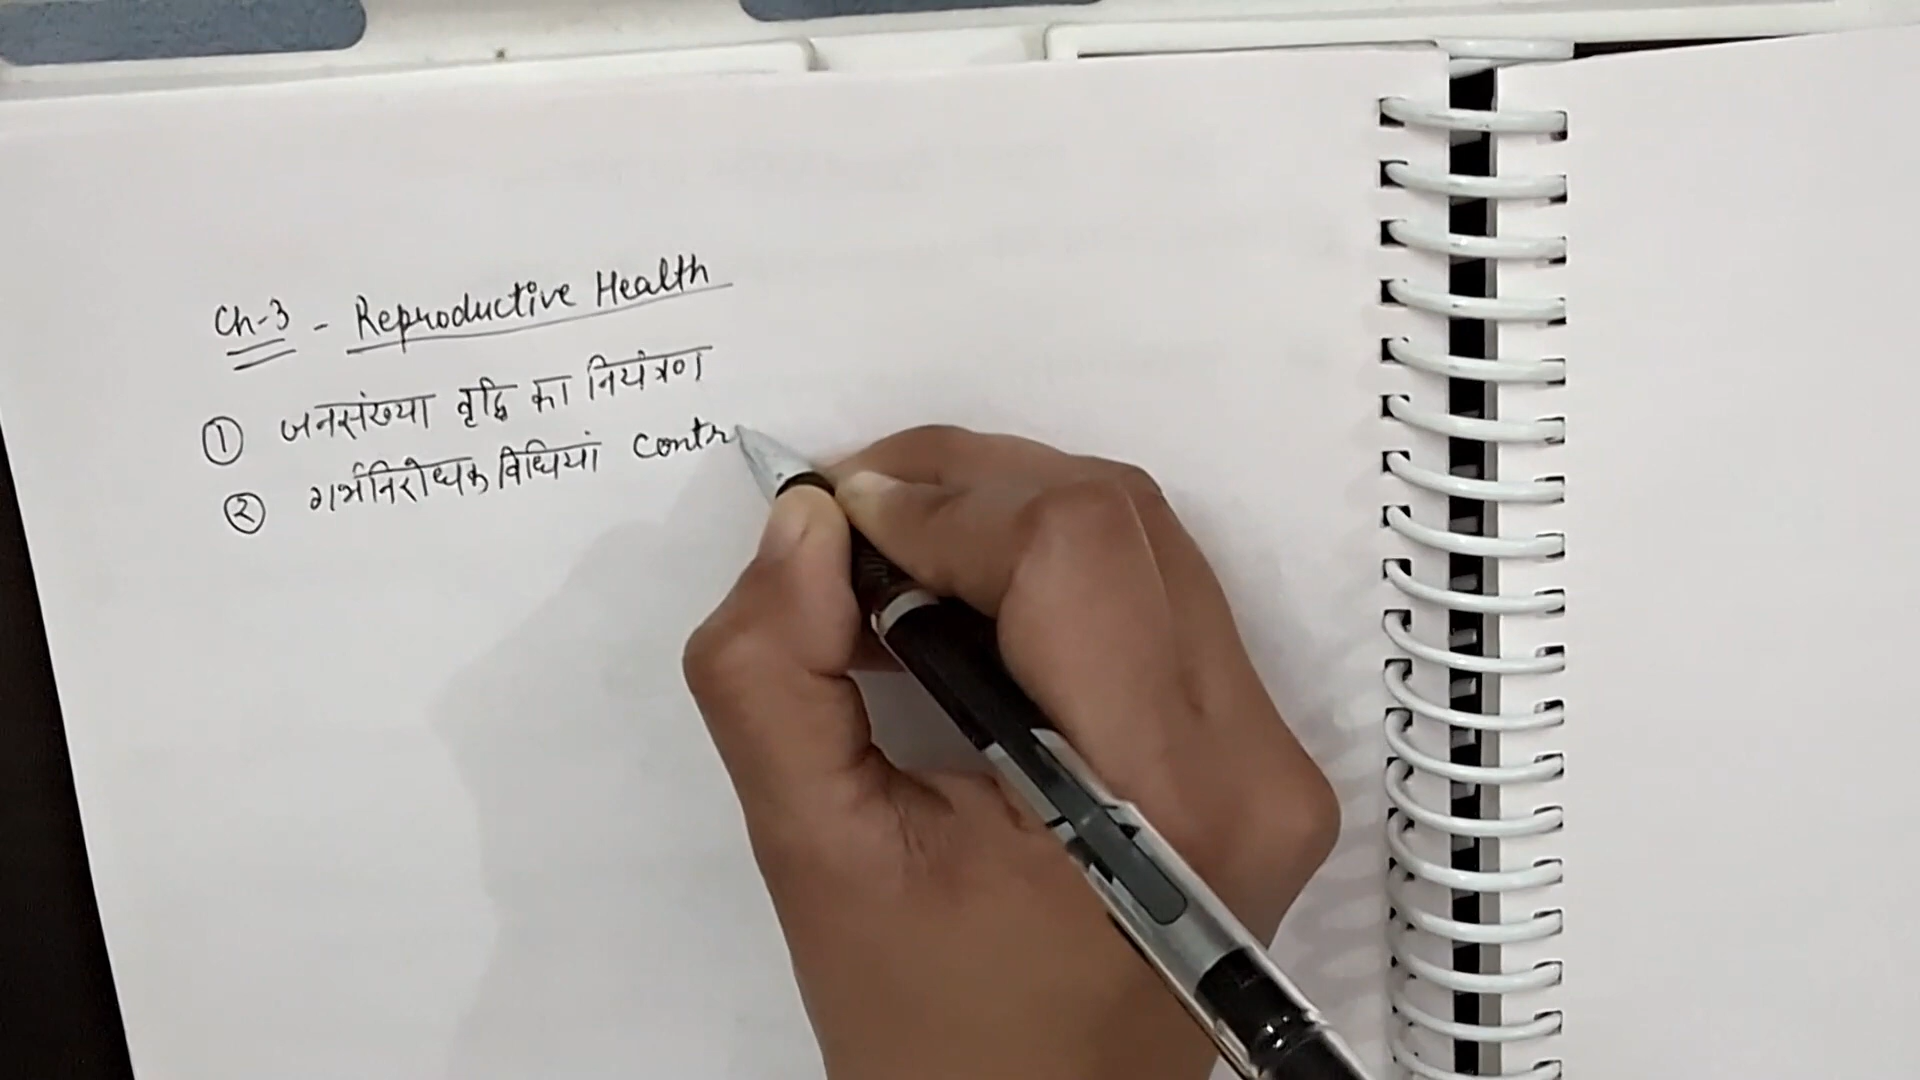 Ch-3 - Reproductive Health
① जनसंख्या वृद्धि का नियंत्रण
② गर्भनिरोधक विधियां Contr